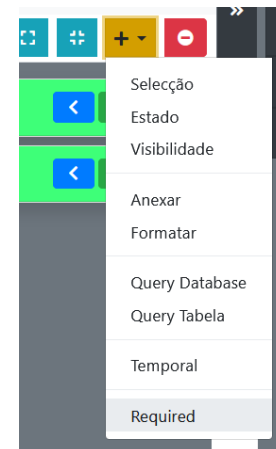 Selecção
Estado
Visibilidade
Anexar
Formatar
Query Database
Query Tabela
Temporal
Required